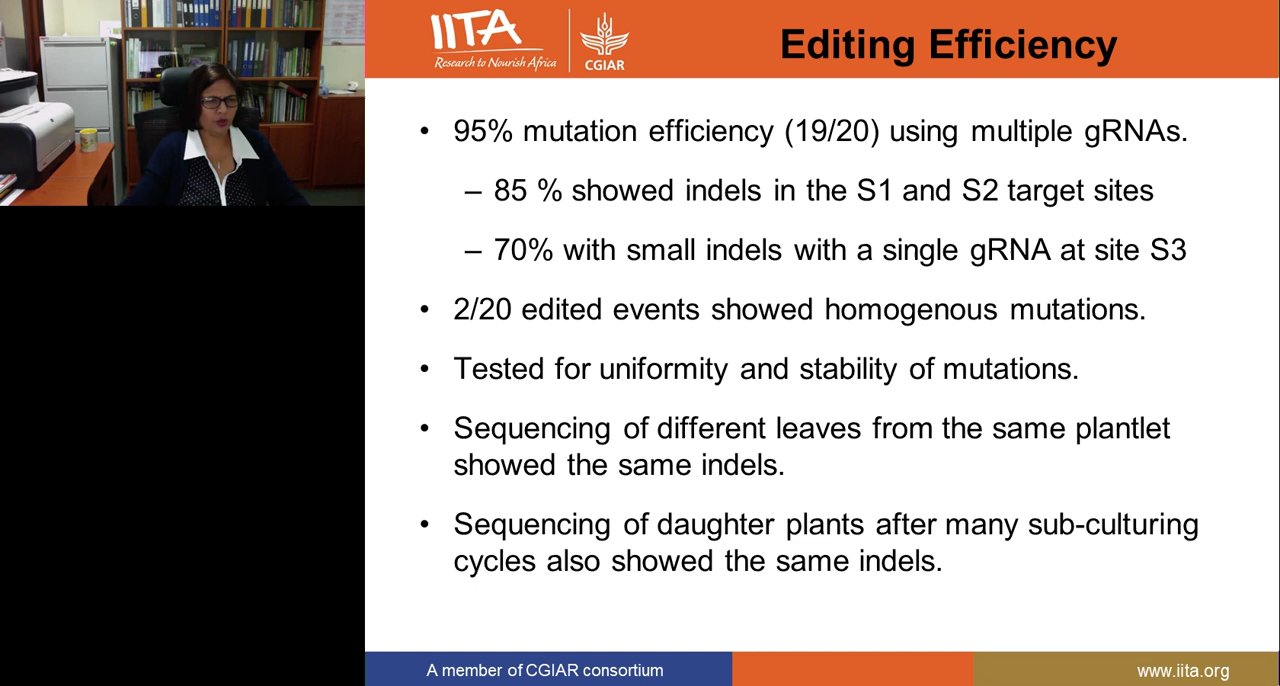 IITA
Research to Nourish Africa
CGIAR
Editing Efficiency
• 95% mutation efficiency (19/20) using multiple gRNAs.
– 85 % showed indels in the S1 and S2 target sites
– 70% with small indels with a single gRNA at site S3
• 2/20 edited events showed homogenous mutations.
• Tested for uniformity and stability of mutations.
• Sequencing of different leaves from the same plantlet
showed the same indels.
• Sequencing of daughter plants after many sub-culturing
cycles also showed the same indels.
A member of CGIAR consortium
www.iita.org